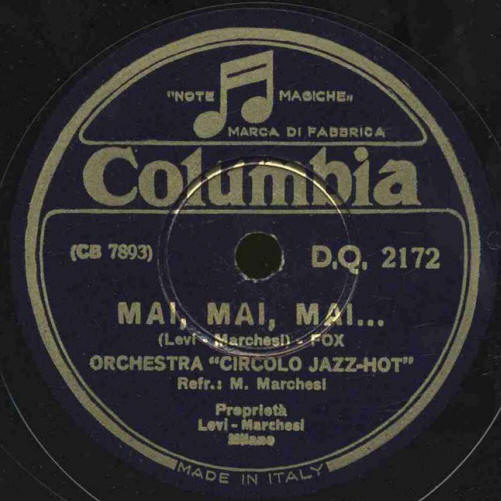 "NOTE MAGICHE"
MARCA DI FABBRICA
Columbia
(CB 7893) D.Q. 2172
MAI, MAI, MAI...
(Levi - Marchesi) - FOX
ORCHESTRA "CIRCOLO JAZZ-HOT"
Refr.: M. Marchesi
Proprietà
Levi - Marchesi
Milano
MADE IN ITALY